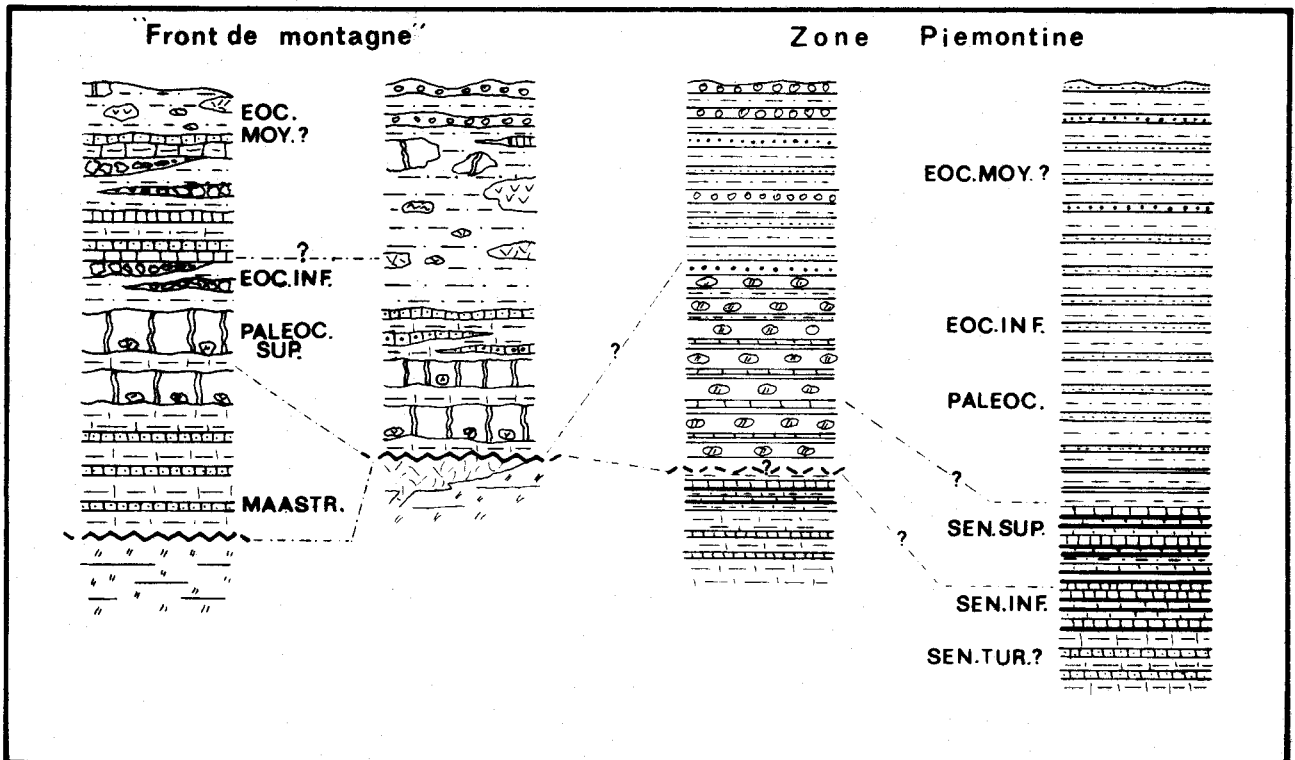 "Front de montagne"
Zone Piemontine
EOC.
MOY.?
?
EOC.INF.
PALEOC.
SUP.
MAASTR.
?
?
?
EOC.MOY.?
EOC.INF.
PALEOC.
?
SEN.SUP.
SEN.INF.
SEN.TUR.?